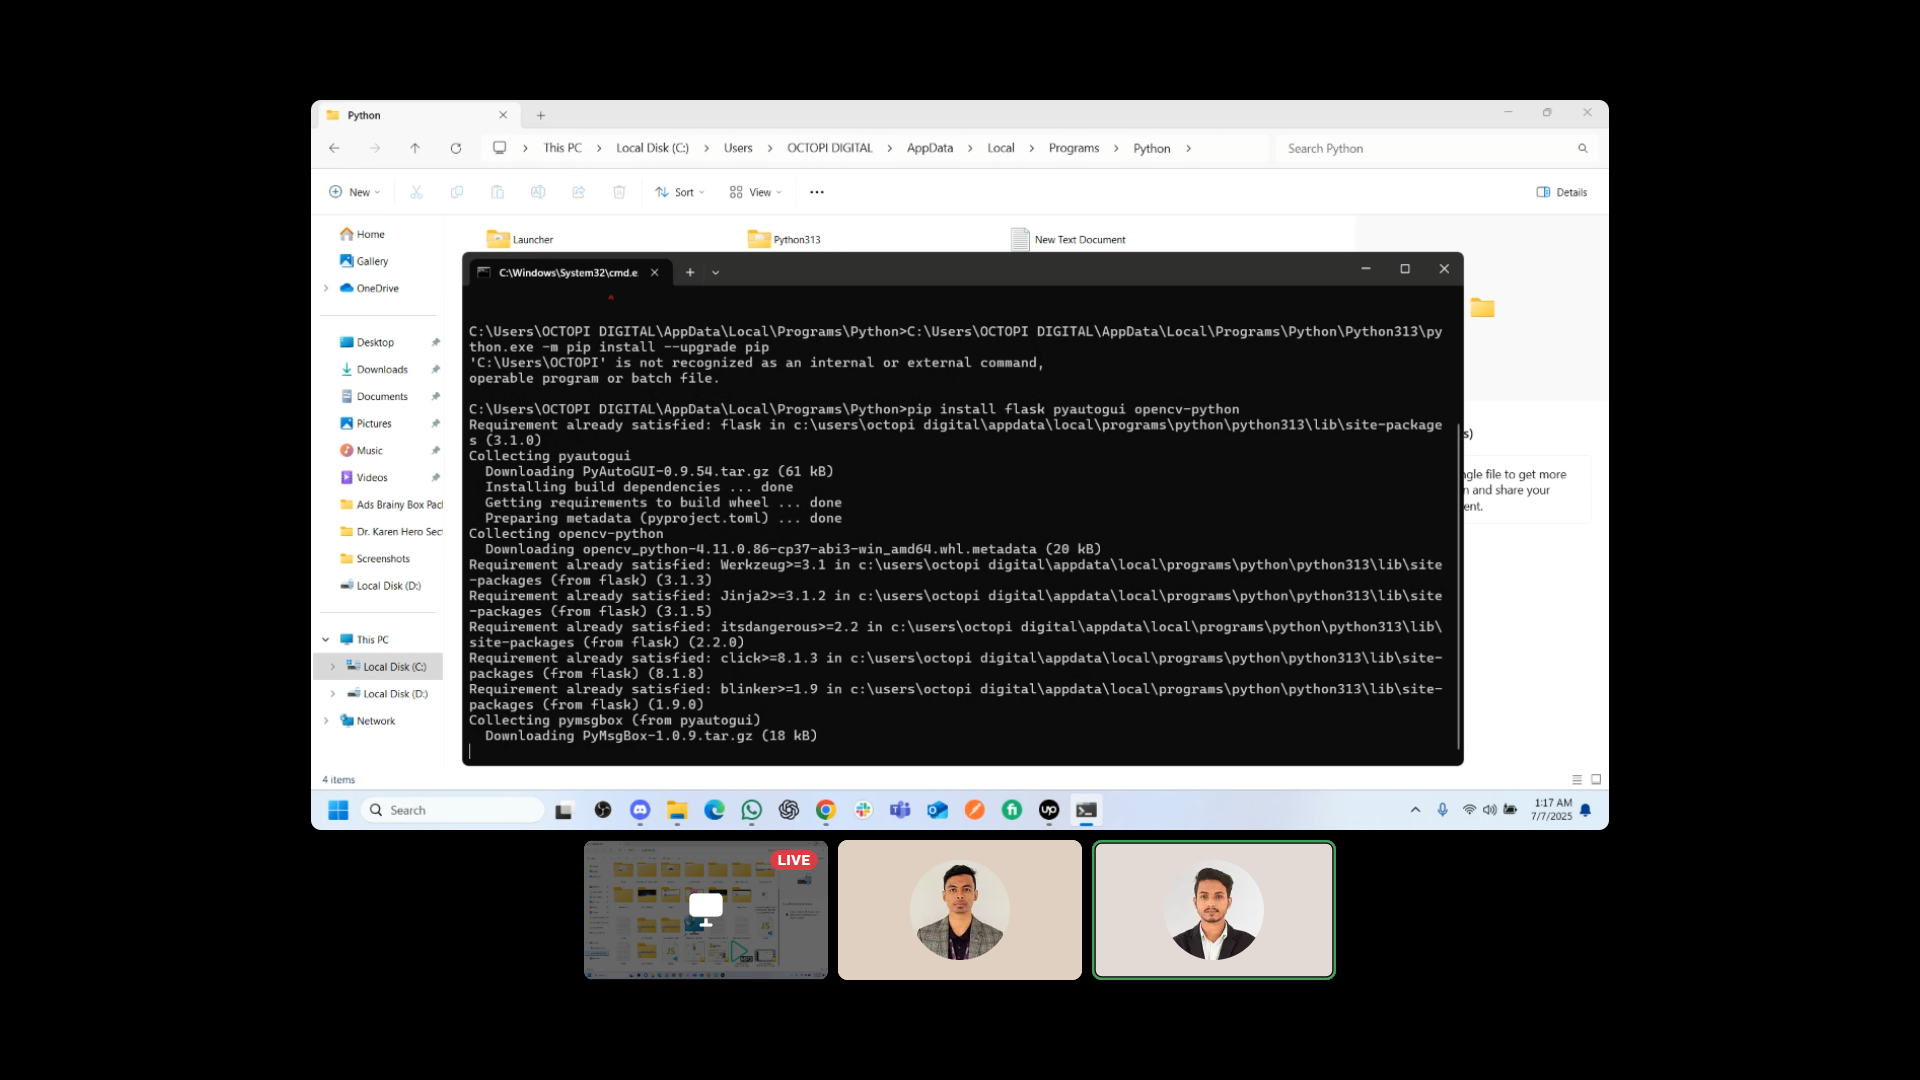 Python
This PC > Local Disk (C:) > Users > OCTOPI DIGITAL > AppData > Local > Programs > Python >
Search Python
New
Sort
View
Details
Home
Gallery
OneDrive
Desktop
Downloads
Documents
Pictures
Music
Videos
Ads Brainy Box Pac
Dr. Karen Hero Sect
Screenshots
Local Disk (D:)
This PC
Local Disk (C:)
Local Disk (D:)
Network
4 items
Launcher
Python313
New Text Document
C:\Windows\System32\cmd.e
^
C:\Users\OCTOPI DIGITAL\AppData\Local\Programs\Python>C:\Users\OCTOPI DIGITAL\AppData\Local\Programs\Python\Python313\py
thon.exe -m pip install --upgrade pip
'C:\Users\OCTOPI' is not recognized as an internal or external command,
operable program or batch file.
C:\Users\OCTOPI DIGITAL\AppData\Local\Programs\Python>pip install flask pyautogui opencv-python
Requirement already satisfied: flask in c:\users\octopi digital\appdata\local\programs\python\python313\lib\site-package
s (3.1.0)
Collecting pyautogui
Downloading PyAutoGUI-0.9.54.tar.gz (61 kB)
Installing build dependencies ... done
Getting requirements to build wheel ... done
Preparing metadata (pyproject.toml) ... done
Collecting opencv-python
Downloading opencv_python-4.11.0.86-cp37-abi3-win_amd64.whl.metadata (20 kB)
Requirement already satisfied: Werkzeug>=3.1 in c:\users\octopi digital\appdata\local\programs\python\python313\lib\site
-packages (from flask) (3.1.3)
Requirement already satisfied: Jinja2>=3.1.2 in c:\users\octopi digital\appdata\local\programs\python\python313\lib\site
-packages (from flask) (3.1.5)
Requirement already satisfied: itsdangerous>=2.2 in c:\users\octopi digital\appdata\local\programs\python\python313\lib\
site-packages (from flask) (2.2.0)
Requirement already satisfied: click>=8.1.3 in c:\users\octopi digital\appdata\local\programs\python\python313\lib\site-
packages (from flask) (8.1.8)
Requirement already satisfied: blinker>=1.9 in c:\users\octopi digital\appdata\local\programs\python\python313\lib\site-
packages (from flask) (1.9.0)
Collecting pymsgbox (from pyautogui)
Downloading PyMsgBox-1.0.9.tar.gz (18 kB)
s)
ngle file to get more
n and share your
ent.
Search
up
1:17 AM
7/7/2025
LIVE